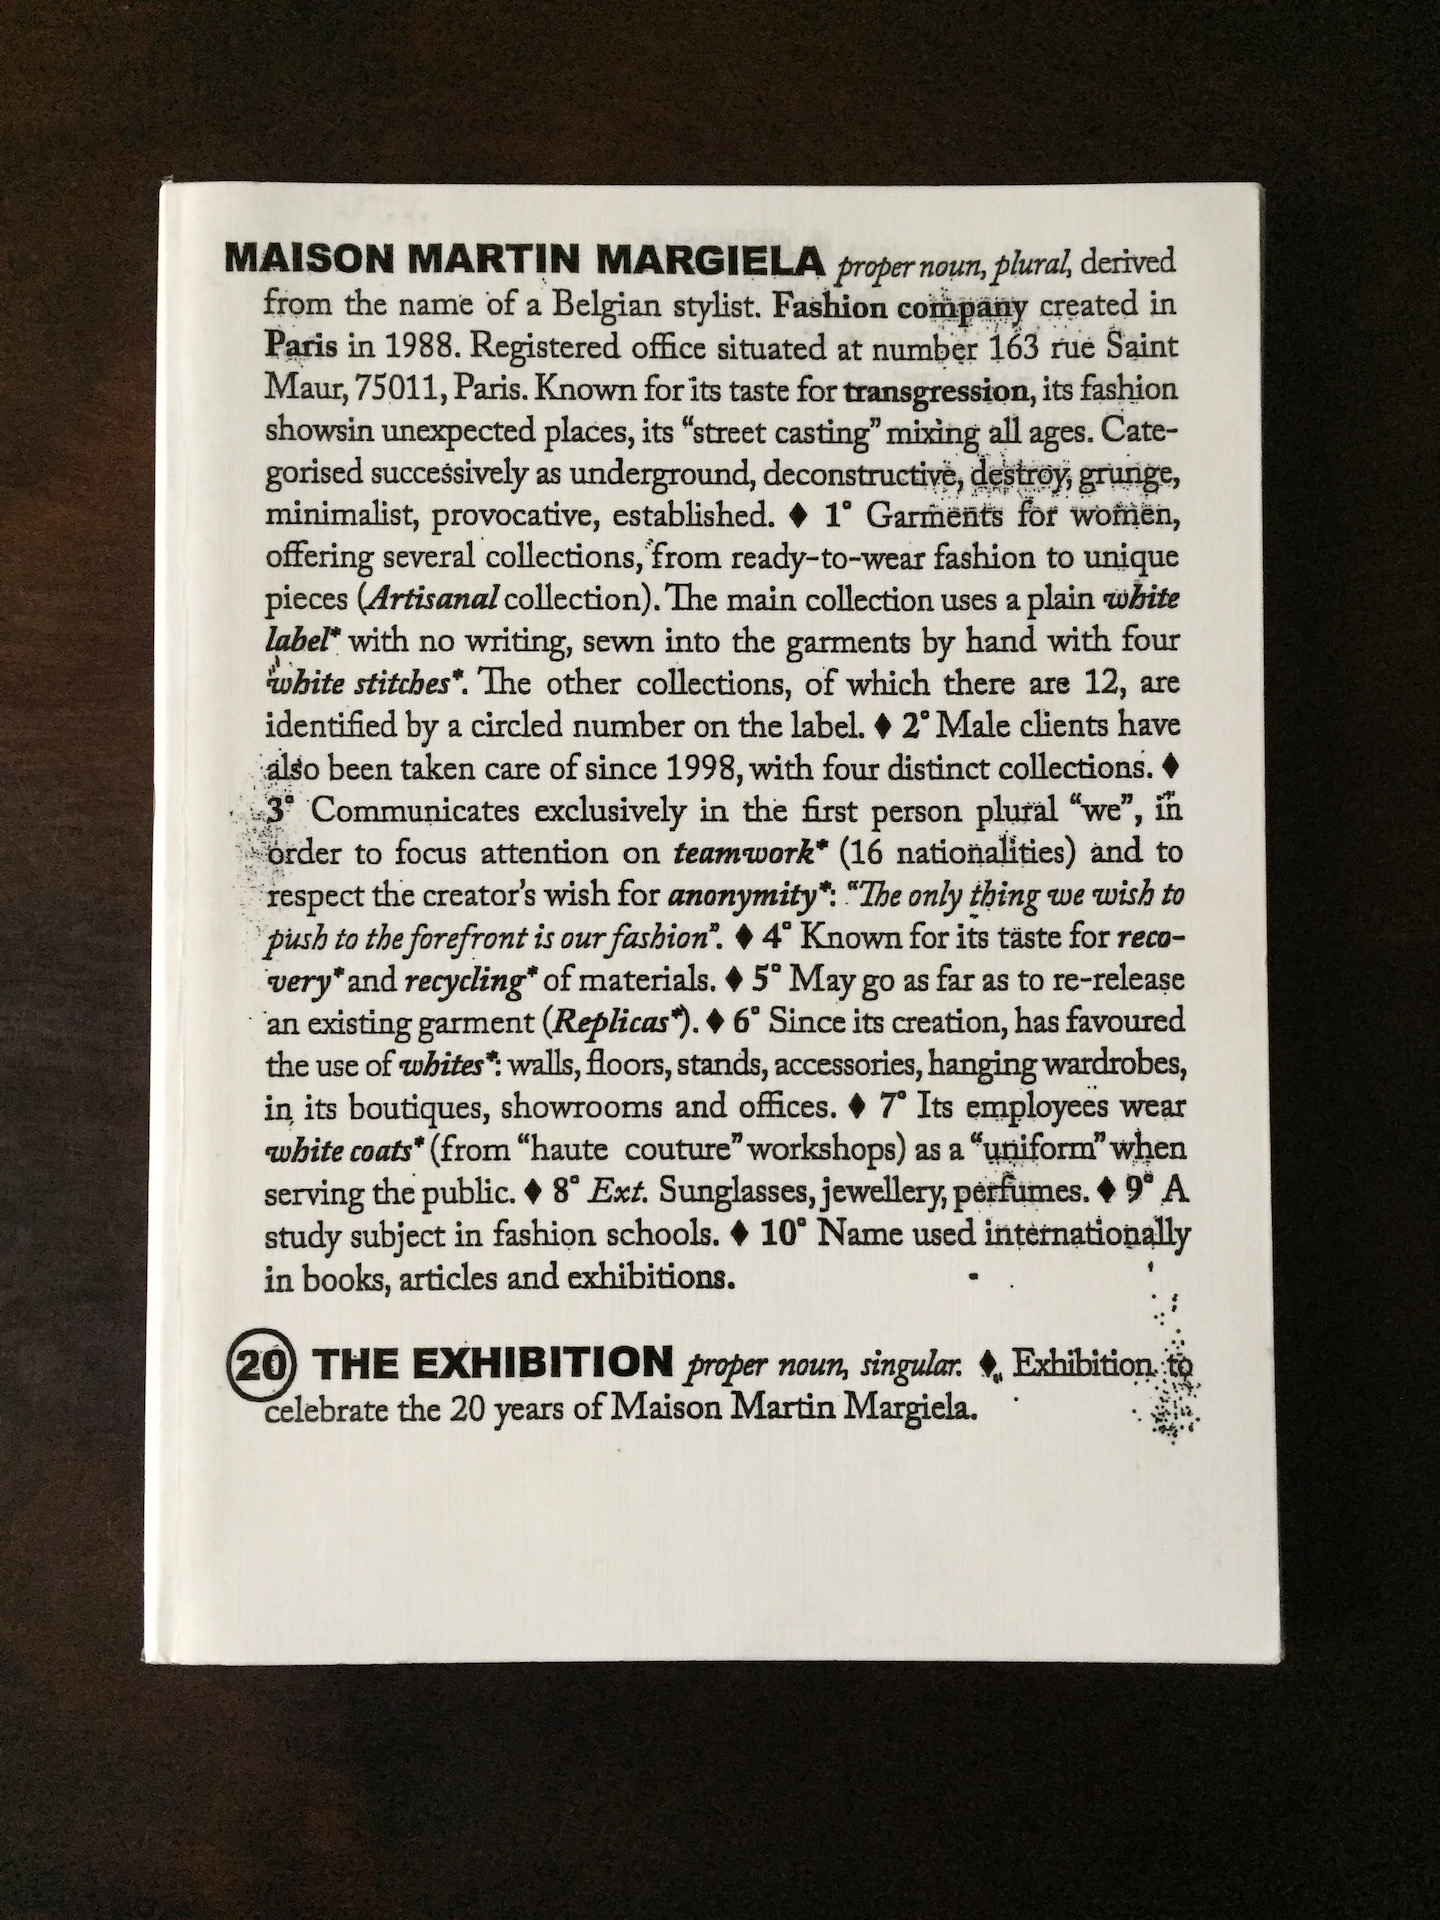 MAISON MARTIN MARGIELA proper noun, plural, derived
from the name of a Belgian stylist. Fashion company created in
Paris in 1988. Registered office situated at number 163 rue Saint
Maur, 75011, Paris. Known for its taste for transgression, its fashion
showsin unexpected places, its “street casting” mixing all ages. Cate-
gorised successively as underground, deconstructive, destroy, grunge,
minimalist, provocative, established. ♦ 1° Garments for women,
offering several collections, from ready-to-wear fashion to unique
pieces (Artisanal collection). The main collection uses a plain white
label* with no writing, sewn into the garments by hand with four
white stitches*. The other collections, of which there are 12, are
identified by a circled number on the label. ♦ 2° Male clients have
also been taken care of since 1998, with four distinct collections. ♦
3° Communicates exclusively in the first person plural “we”, in
order to focus attention on teamwork* (16 nationalities) and to
respect the creator’s wish for anonymity*: “The only thing we wish to
push to the forefront is our fashion”. ♦ 4° Known for its taste for reco-
very* and recycling* of materials. ♦ 5° May go as far as to re-release
an existing garment (Replicas*). ♦ 6° Since its creation, has favoured
the use of whites*: walls, floors, stands, accessories, hanging wardrobes,
in its boutiques, showrooms and offices. ♦ 7° Its employees wear
white coats* (from “haute couture” workshops) as a “uniform” when
serving the public. ♦ 8° Ext. Sunglasses, jewellery, perfumes. ♦ 9° A
study subject in fashion schools. ♦ 10° Name used internationally
in books, articles and exhibitions.
20 THE EXHIBITION proper noun, singular. ♦ Exhibition to
celebrate the 20 years of Maison Martin Margiela.